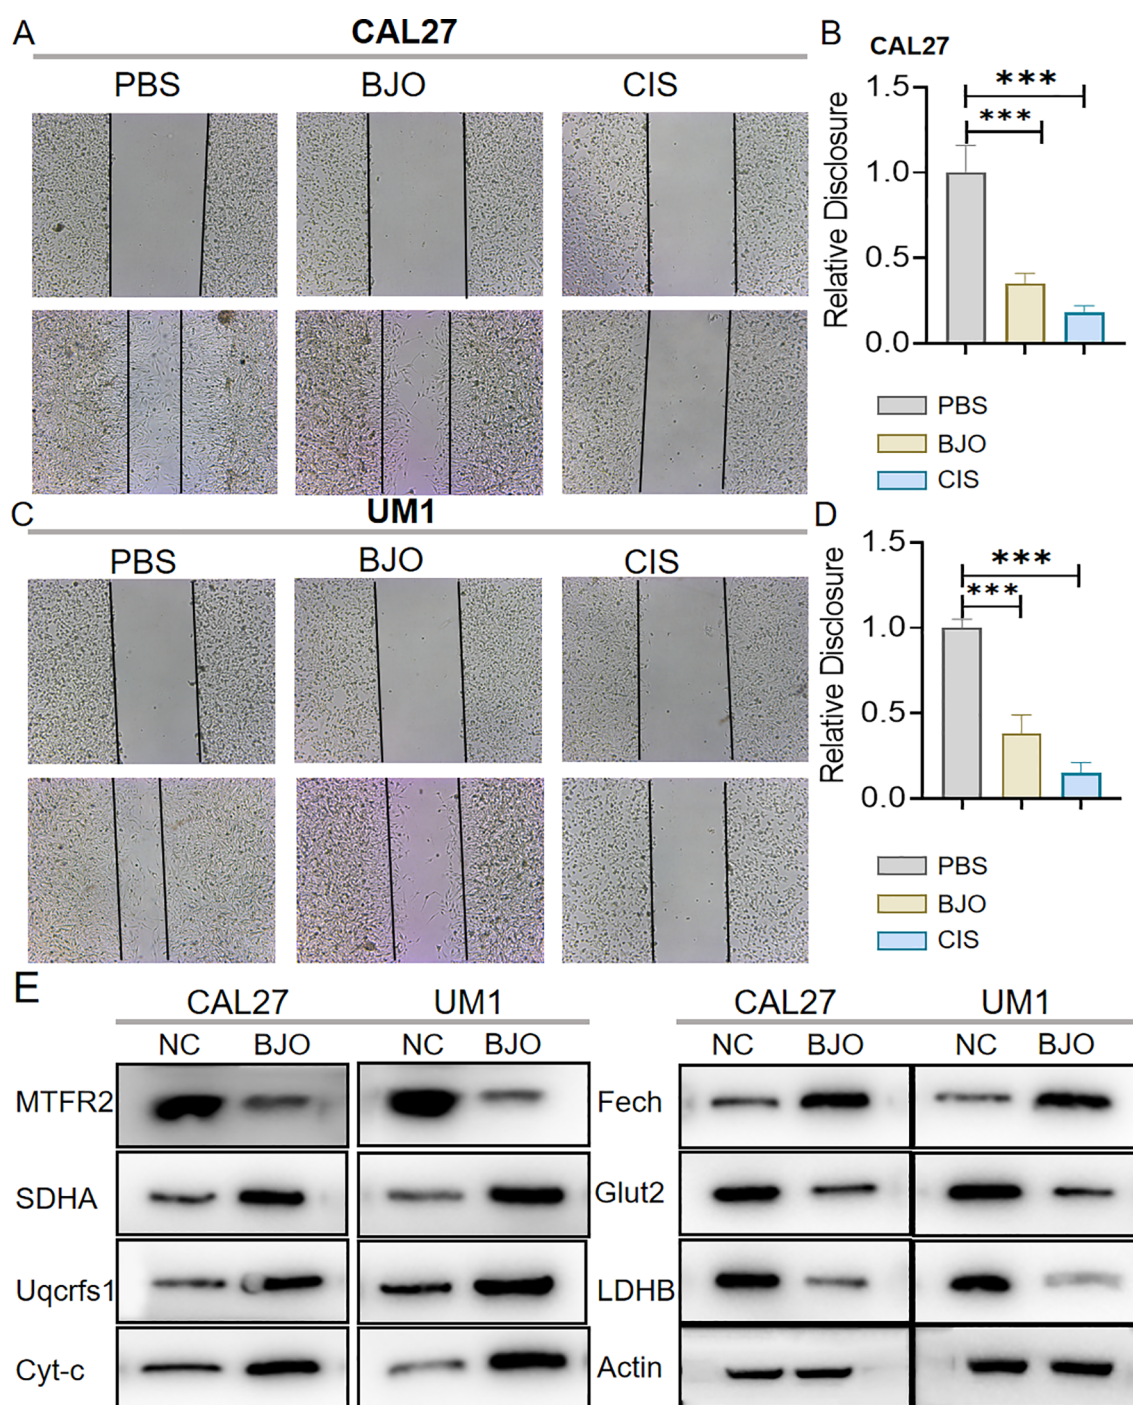 A
CAL27
PBS BJO CIS
B
CAL27
Relative Disclosure
1.5
1.0
0.5
0.0
***
***
PBS
BJO
CIS
C
UM1
PBS BJO CIS
D
Relative Disclosure
1.5
1.0
0.5
0.0
***
***
PBS
BJO
CIS
E
CAL27 UM1 CAL27 UM1
NC BJO NC BJO NC BJO NC BJO
MTFR2 Fech
SDHA Glut2
Uqcrfs1 LDHB
Cyt-c Actin